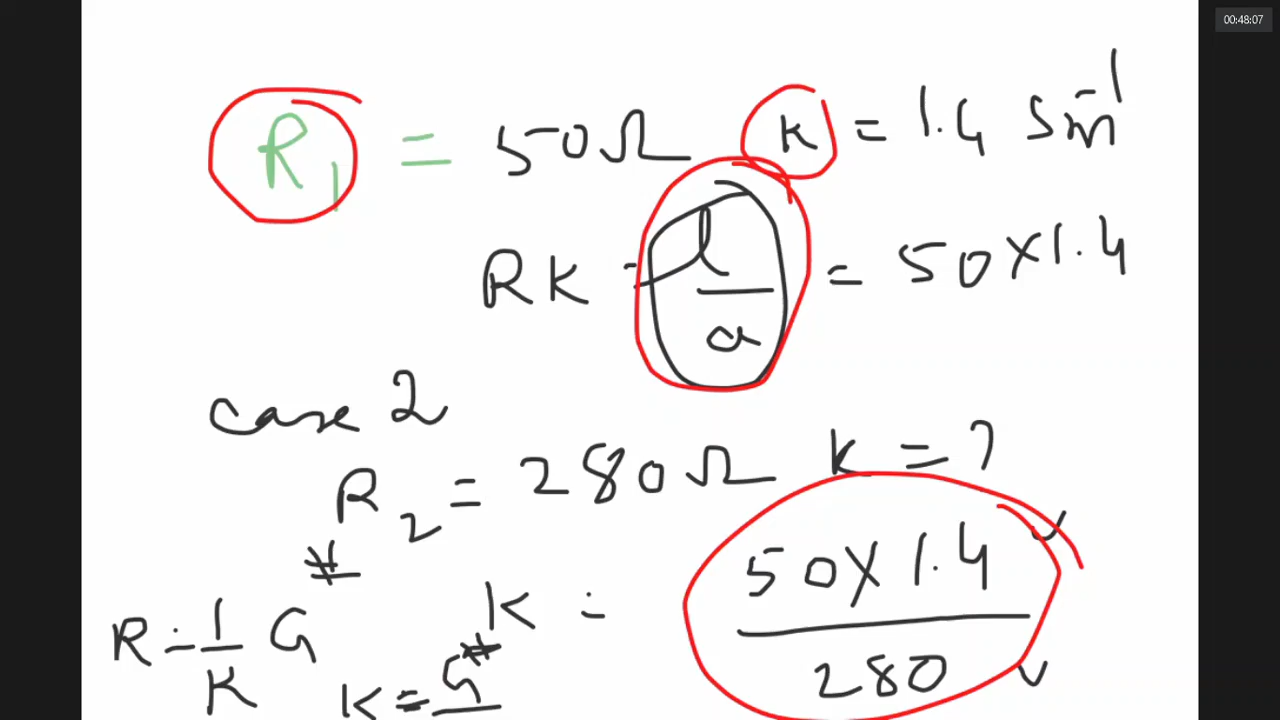 00:48:07
R₁ = 50Ω K = 1.4 Sm⁻¹
RK = l/a = 50×1.4
case 2
R₂ = 280Ω K = ?
K = 50×1.4/280
R = 1/K G*
K = G*